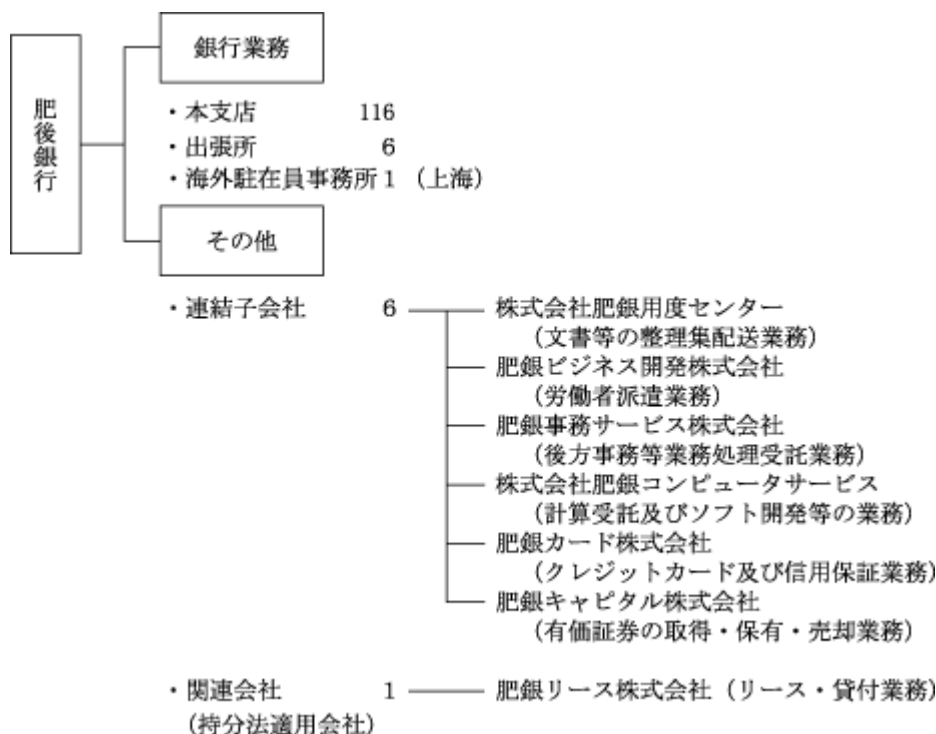 肥後銀行
銀行業務
・本支店 116
・出張所 6
・海外駐在員事務所 1 (上海)
その他
・連結子会社 6
株式会社肥銀用度センター
(文書等の整理集配送業務)
肥銀ビジネス開発株式会社
(労働者派遣業務)
肥銀事務サービス株式会社
(後方事務等業務処理受託業務)
株式会社肥銀コンピュータサービス
(計算受託及びソフト開発等の業務)
肥銀カード株式会社
(クレジットカード及び信用保証業務)
肥銀キャピタル株式会社
(有価証券の取得・保有・売却業務)
・関連会社 1 肥銀リース株式会社(リース・貸付業務)
(持分法適用会社)